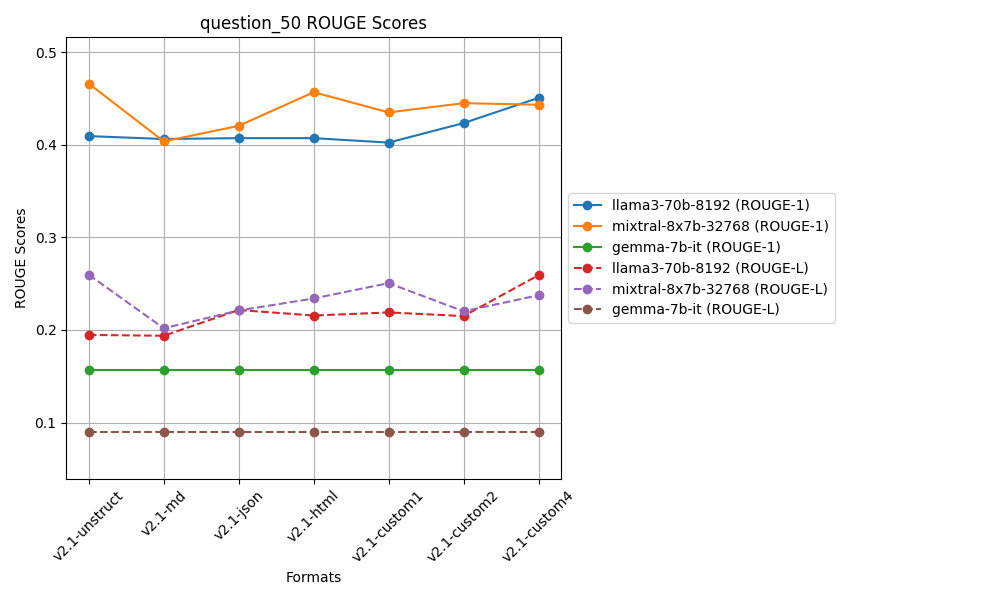 question_50 ROUGE Scores
0.5
0.4
0.3
0.2
0.1
ROUGE Scores
v2.1-unstruct
v2.1-md
v2.1-json
v2.1-html
v2.1-custom1
v2.1-custom2
v2.1-custom4
Formats
llama3-70b-8192 (ROUGE-1)
mixtral-8x7b-32768 (ROUGE-1)
gemma-7b-it (ROUGE-1)
llama3-70b-8192 (ROUGE-L)
mixtral-8x7b-32768 (ROUGE-L)
gemma-7b-it (ROUGE-L)